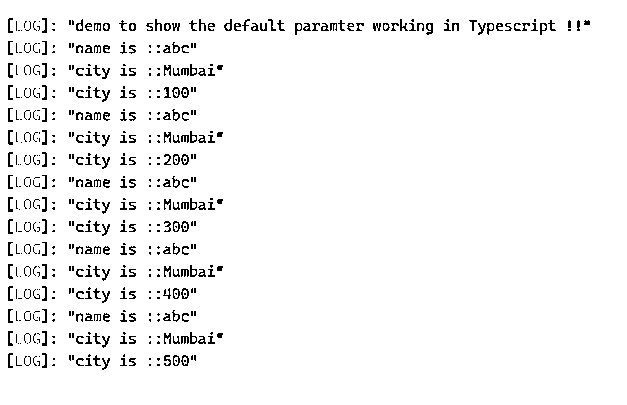 [LOG]: "demo to show the default paramter working in Typescript !!"
[LOG]: "name is ::abc"
[LOG]: "city is ::Mumbai"
[LOG]: "city is ::100"
[LOG]: "name is ::abc"
[LOG]: "city is ::Mumbai"
[LOG]: "city is ::200"
[LOG]: "name is ::abc"
[LOG]: "city is ::Mumbai"
[LOG]: "city is ::300"
[LOG]: "name is ::abc"
[LOG]: "city is ::Mumbai"
[LOG]: "city is ::400"
[LOG]: "name is ::abc"
[LOG]: "city is ::Mumbai"
[LOG]: "city is ::500"